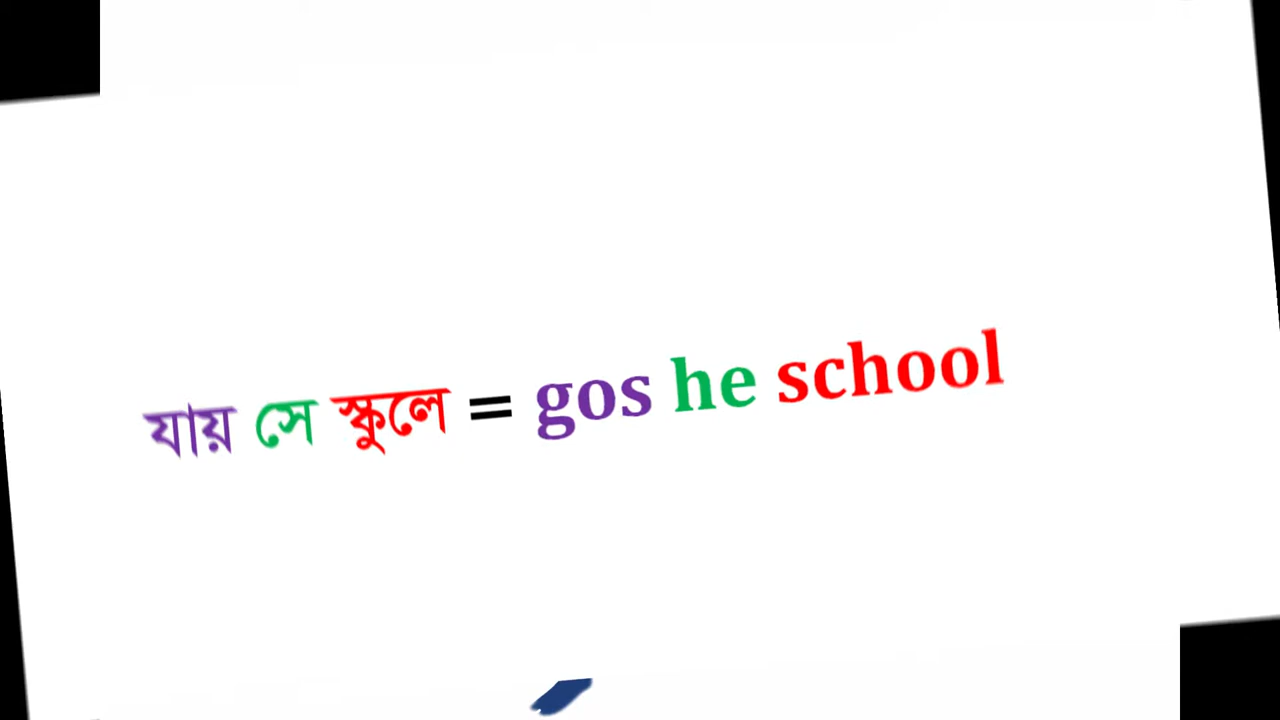 যায় সে স্কুলে = gos he school